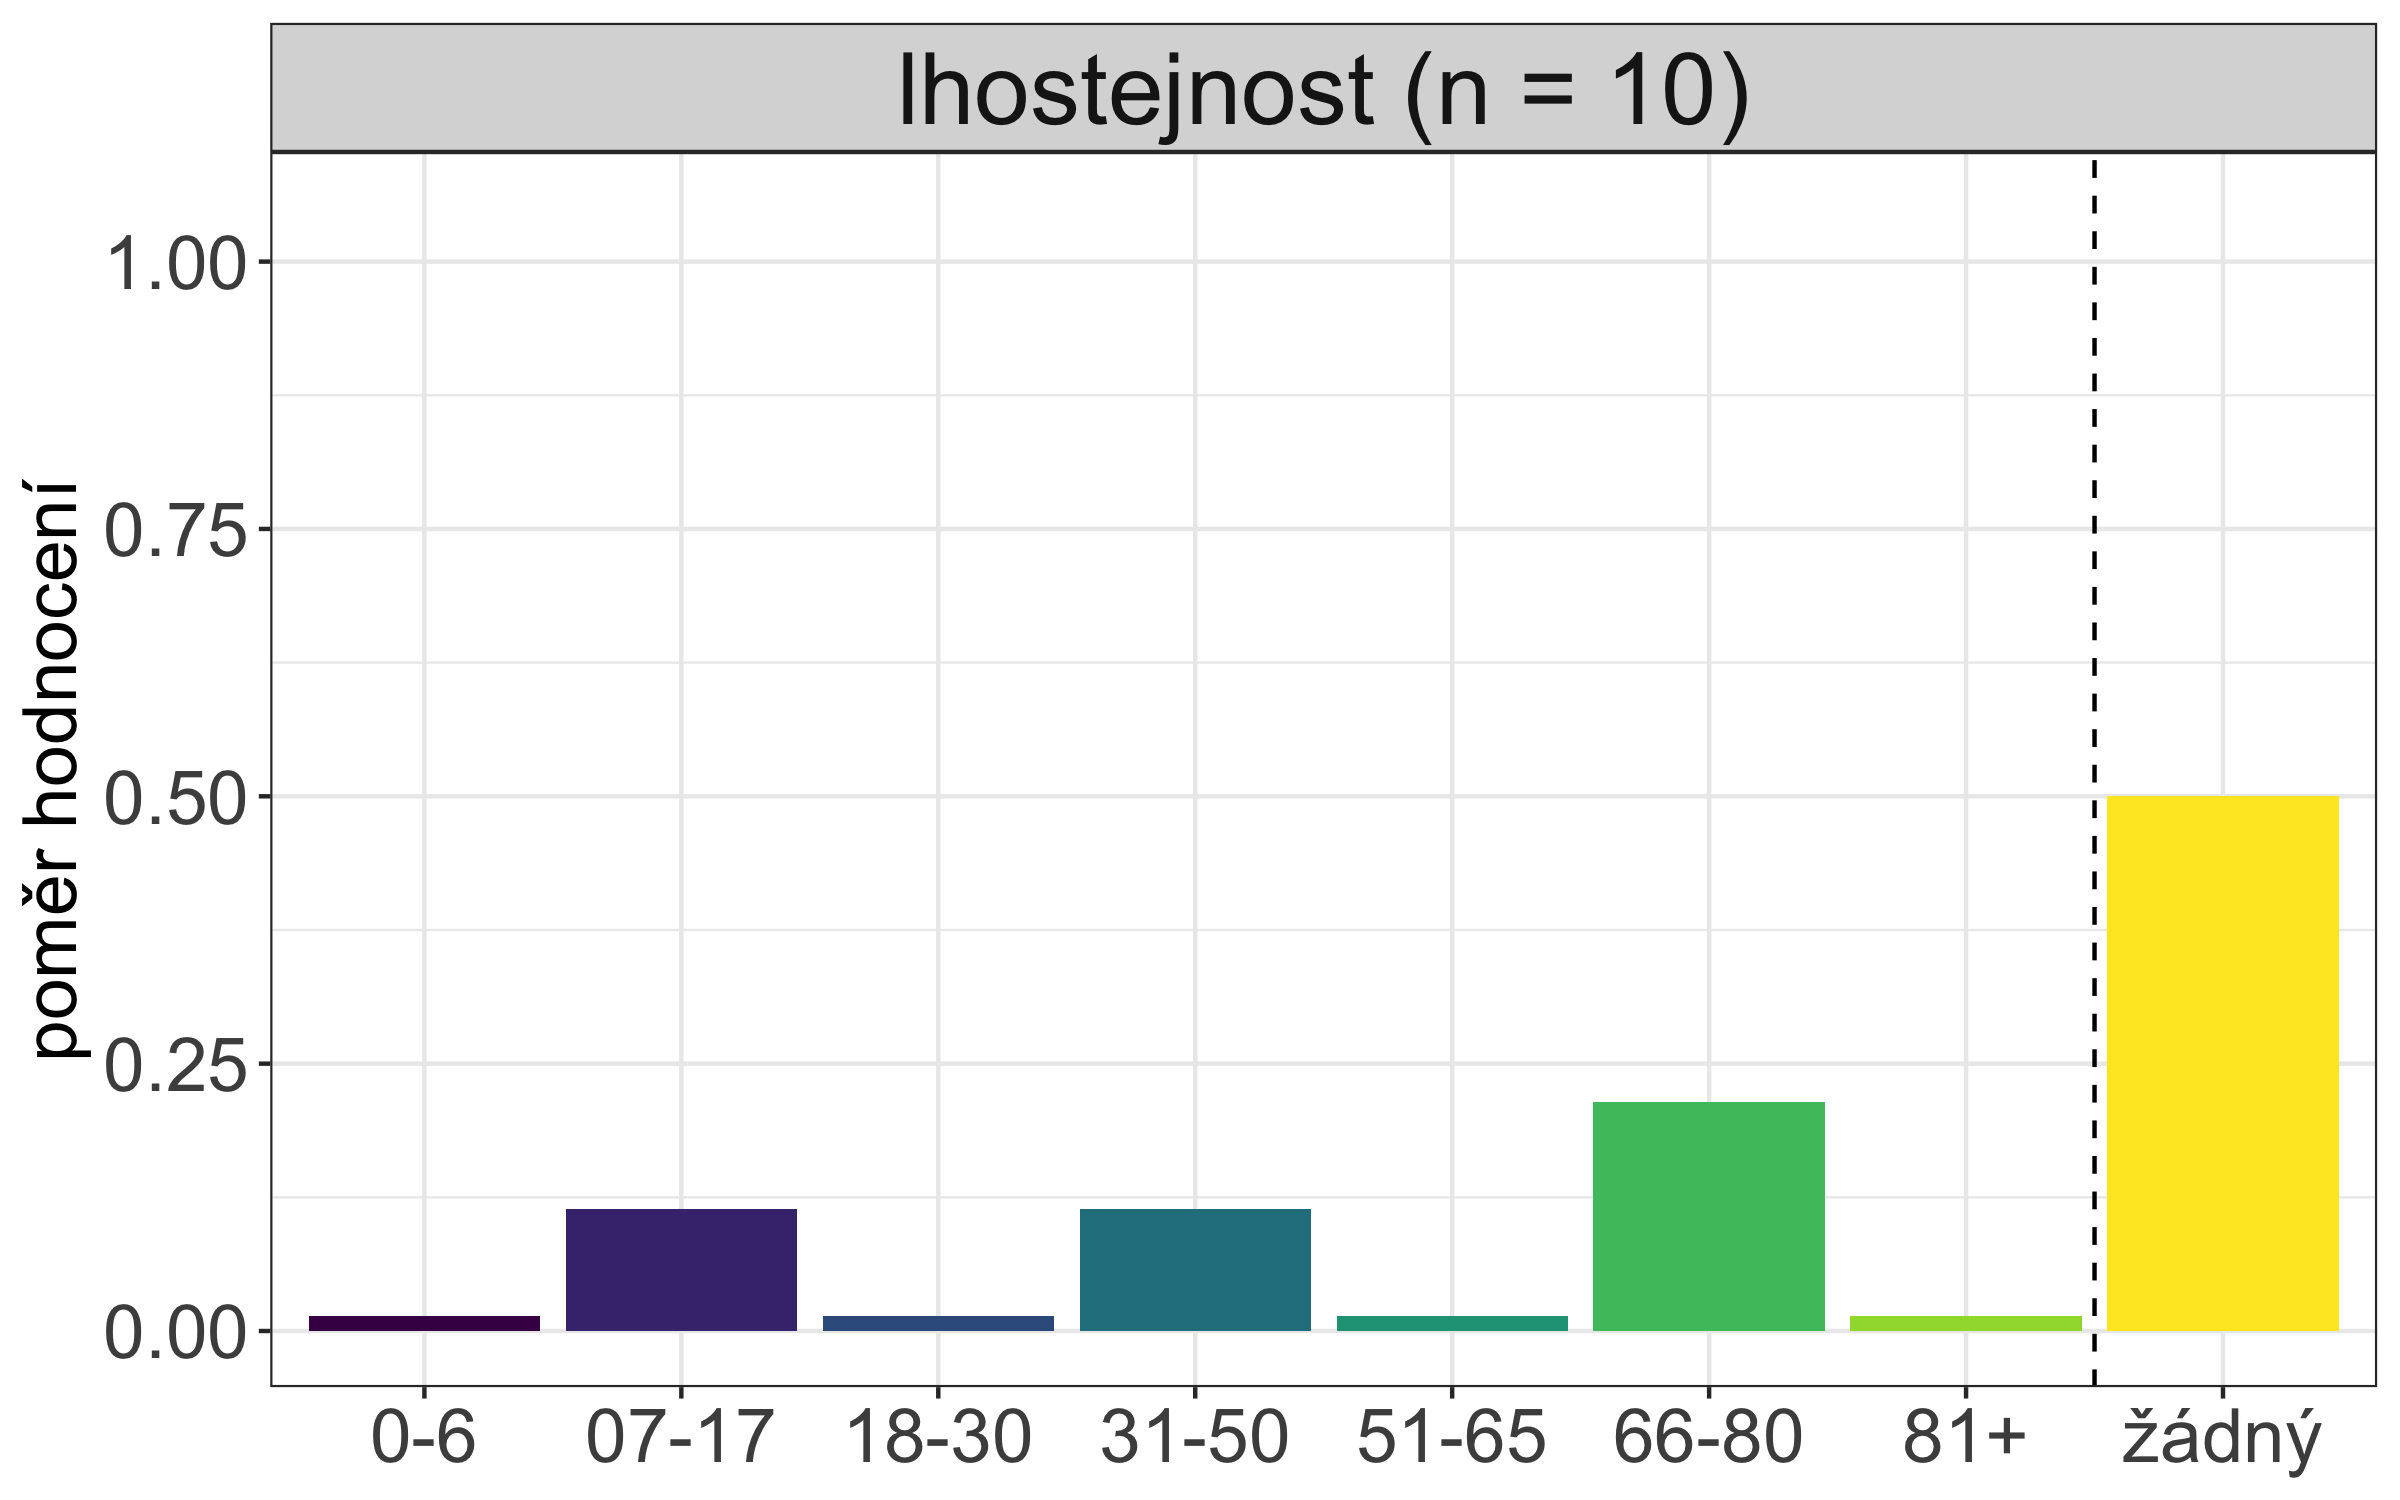 lhostejnost (n = 10)
poměr hodnocení
1.00
0.75
0.50
0.25
0.00
0-6 07-17 18-30 31-50 51-65 66-80 81+ žádný